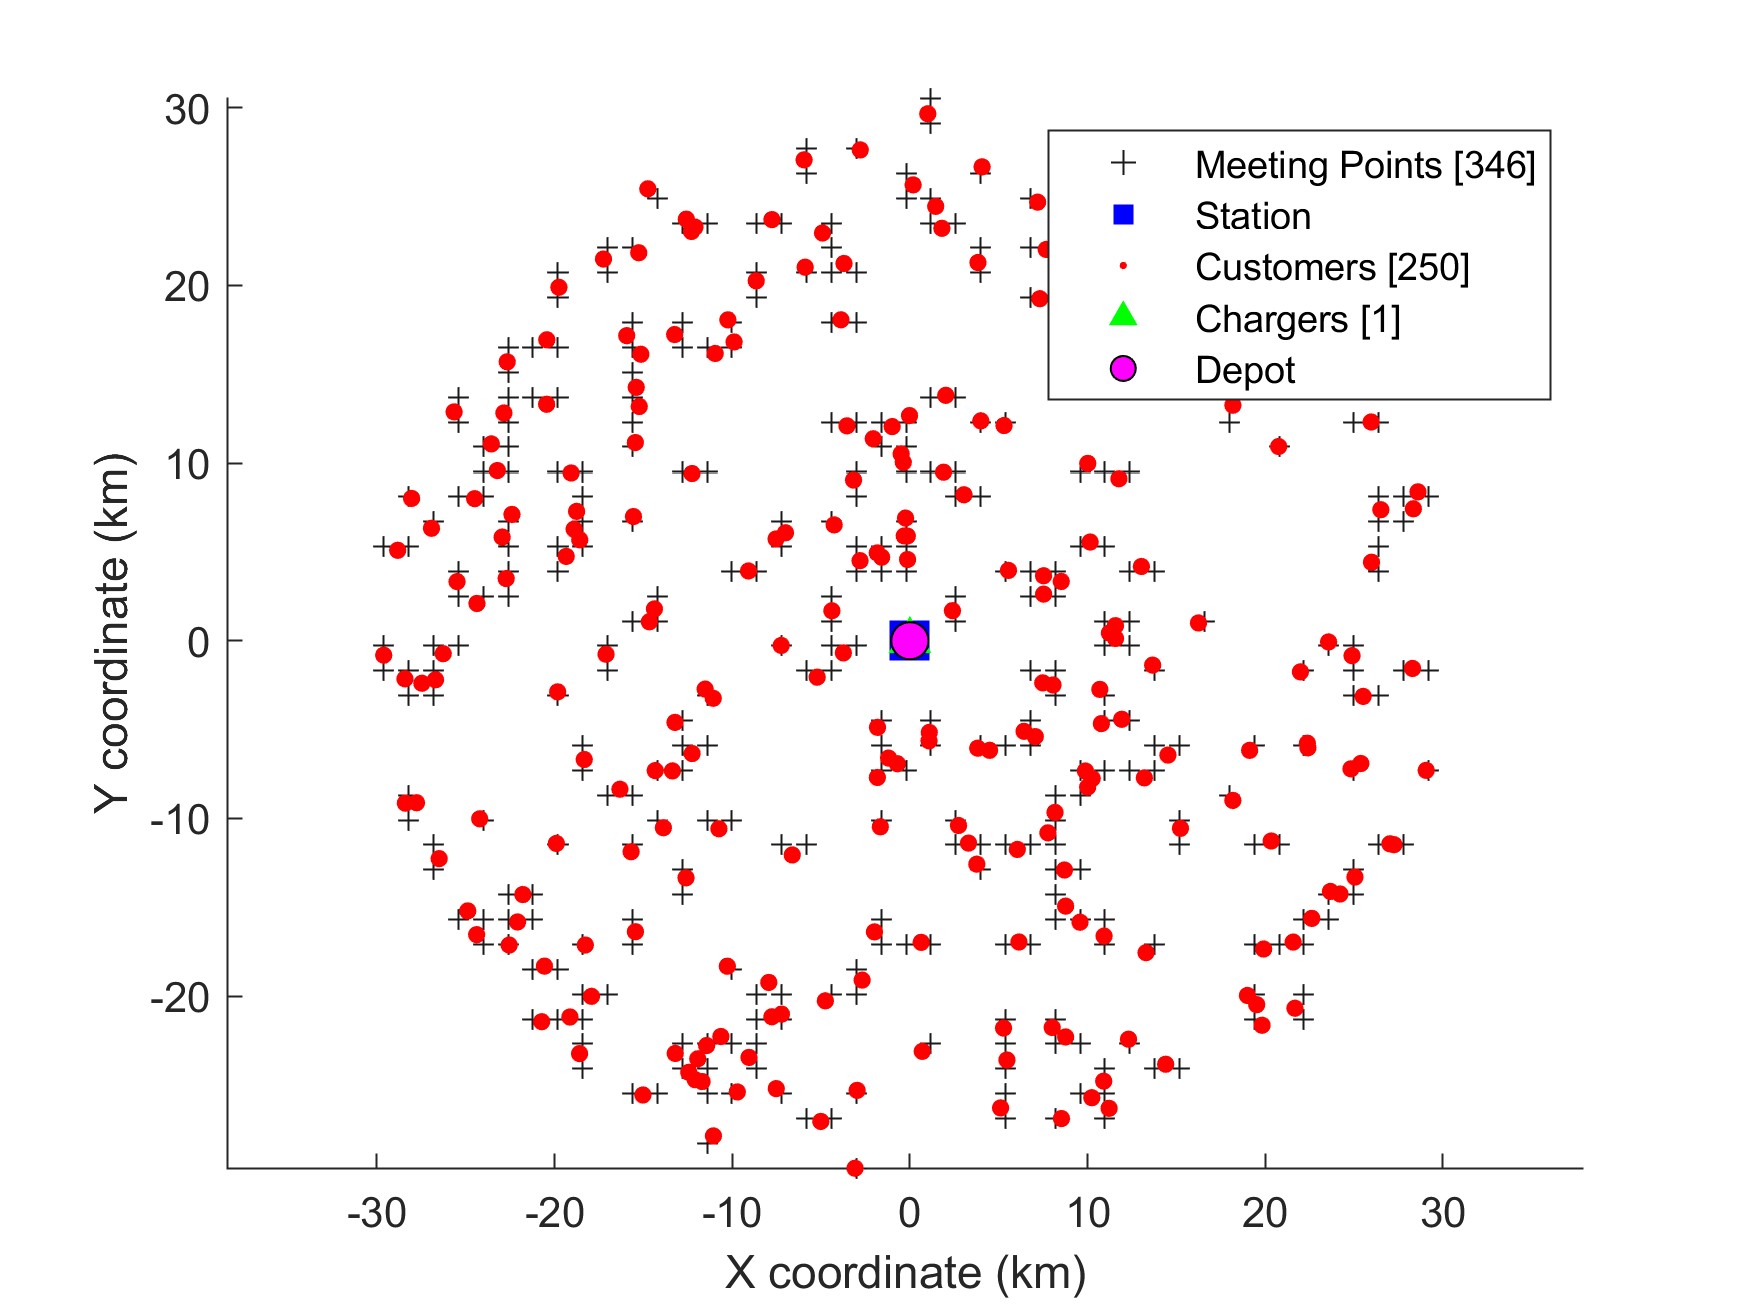 30
20
10
0
-10
-20
Y coordinate (km)
Meeting Points [346]
Station
Customers [250]
Chargers [1]
Depot
-30
-20
-10
0
10
20
30
X coordinate (km)